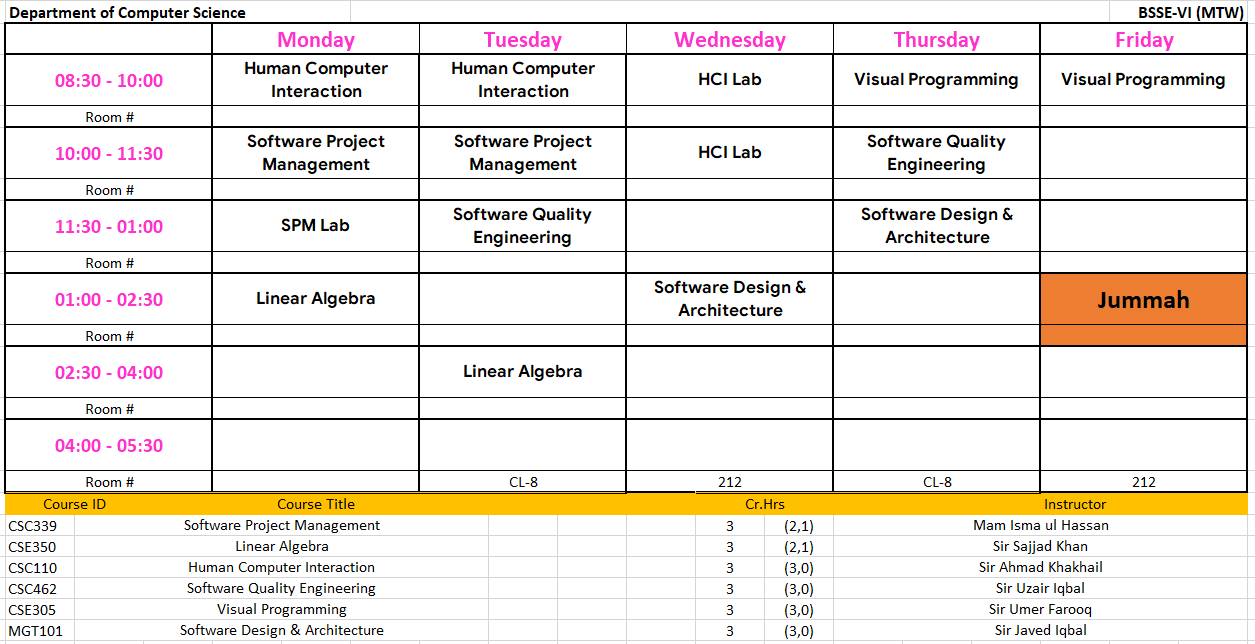 Department of Computer Science BSSE-VI (MTW)
Monday Tuesday Wednesday Thursday Friday
08:30 - 10:00 Human Computer Interaction Human Computer Interaction HCI Lab Visual Programming Visual Programming
Room #
10:00 - 11:30 Software Project Management Software Project Management HCI Lab Software Quality Engineering
Room #
11:30 - 01:00 SPM Lab Software Quality Engineering Software Design & Architecture
Room #
01:00 - 02:30 Linear Algebra Software Design & Architecture Jummah
Room #
02:30 - 04:00 Linear Algebra
Room #
04:00 - 05:30
Room # CL-8 212 CL-8 212
Course ID Course Title Cr.Hrs Instructor
CSC339 Software Project Management 3 (2,1) Mam Isma ul Hassan
CSE350 Linear Algebra 3 (2,1) Sir Sajjad Khan
CSC110 Human Computer Interaction 3 (3,0) Sir Ahmad Khakhail
CSC462 Software Quality Engineering 3 (3,0) Sir Uzair Iqbal
CSE305 Visual Programming 3 (3,0) Sir Umer Farooq
MGT101 Software Design & Architecture 3 (3,0) Sir Javed Iqbal